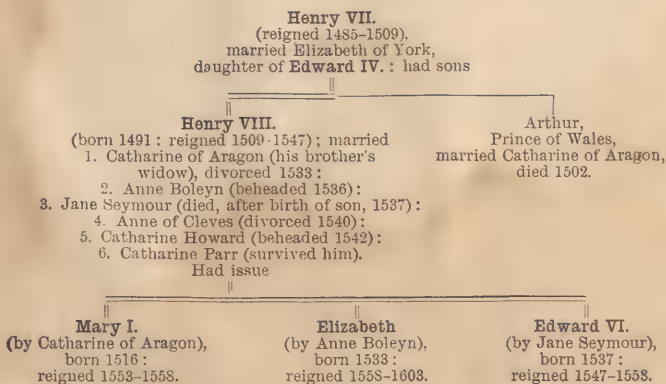 Henry VII.
(reigned 1485-1509),
married Elizabeth of York,
daughter of Edward IV. : had sons
Henry VIII.
(born 1491 : reigned 1509-1547) ; married
1. Catharine of Aragon (his brother's
widow), divorced 1533 :
2. Anne Boleyn (beheaded 1536) :
3. Jane Seymour (died, after birth of son, 1537) :
4. Anne of Cleves (divorced 1540) :
5. Catharine Howard (beheaded 1542) :
6. Catharine Parr (survived him).
Had issue
Arthur,
Prince of Wales,
married Catharine of Aragon,
died 1502.
Mary I.
(by Catharine of Aragon),
born 1516 :
reigned 1553-1558.
Elizabeth
(by Anne Boleyn),
born 1533 :
reigned 1558-1603.
Edward VI.
(by Jane Seymour),
born 1537 :
reigned 1547-1553.